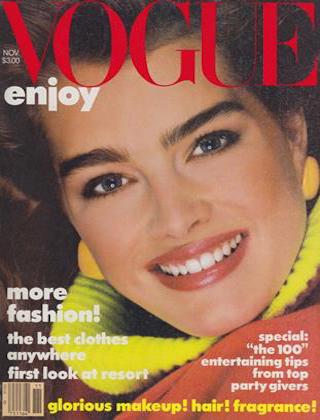 VOGUE
NOV.
$3.00
enjoy
more
fashion!
the best clothes
anywhere
first look at resort
special:
"the 100"
entertaining tips
from top
party givers
11
glorious makeup! hair! fragrance!